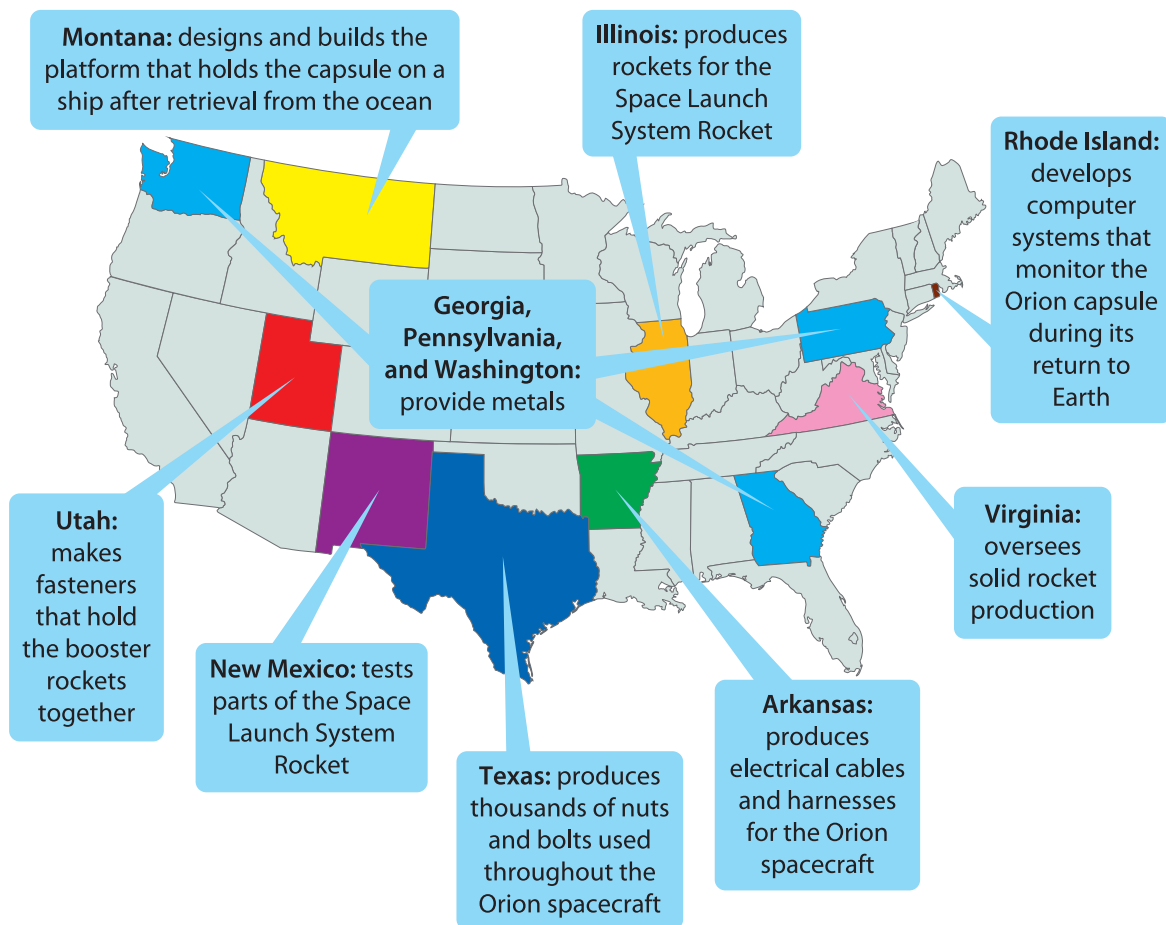 Montana: designs and builds the
platform that holds the capsule on a
ship after retrieval from the ocean
Illinois: produces
rockets for the
Space Launch
System Rocket
Rhode Island:
develops
computer
systems that
monitor the
Orion capsule
during its
return to
Earth
Georgia,
Pennsylvania,
and Washington:
provide metals
Utah:
makes
fasteners
that hold
the booster
rockets
together
New Mexico: tests
parts of the Space
Launch System
Rocket
Texas: produces
thousands of nuts
and bolts used
throughout the
Orion spacecraft
Arkansas:
produces
electrical cables
and harnesses
for the Orion
spacecraft
Virginia:
oversees
solid rocket
production